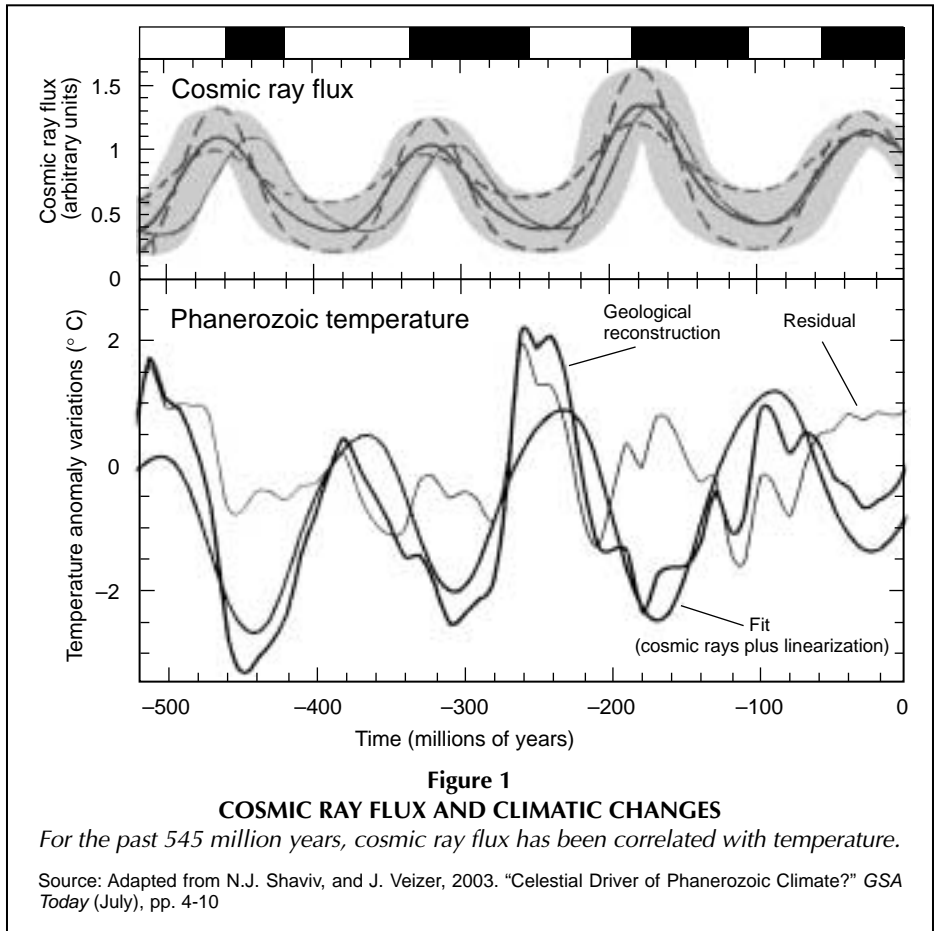 Cosmic ray flux
(arbitrary units)
1.5
1
0.5
0
Cosmic ray flux
Temperature anomaly variations (° C)
2
0
–2
Phanerozoic temperature
Geological
reconstruction
Residual
Fit
(cosmic rays plus linearization)
–500 –400 –300 –200 –100 0
Time (millions of years)
Figure 1
COSMIC RAY FLUX AND CLIMATIC CHANGES
For the past 545 million years, cosmic ray flux has been correlated with temperature.
Source: Adapted from N.J. Shaviv, and J. Veizer, 2003. “Celestial Driver of Phanerozoic Climate?” GSA
Today (July), pp. 4-10